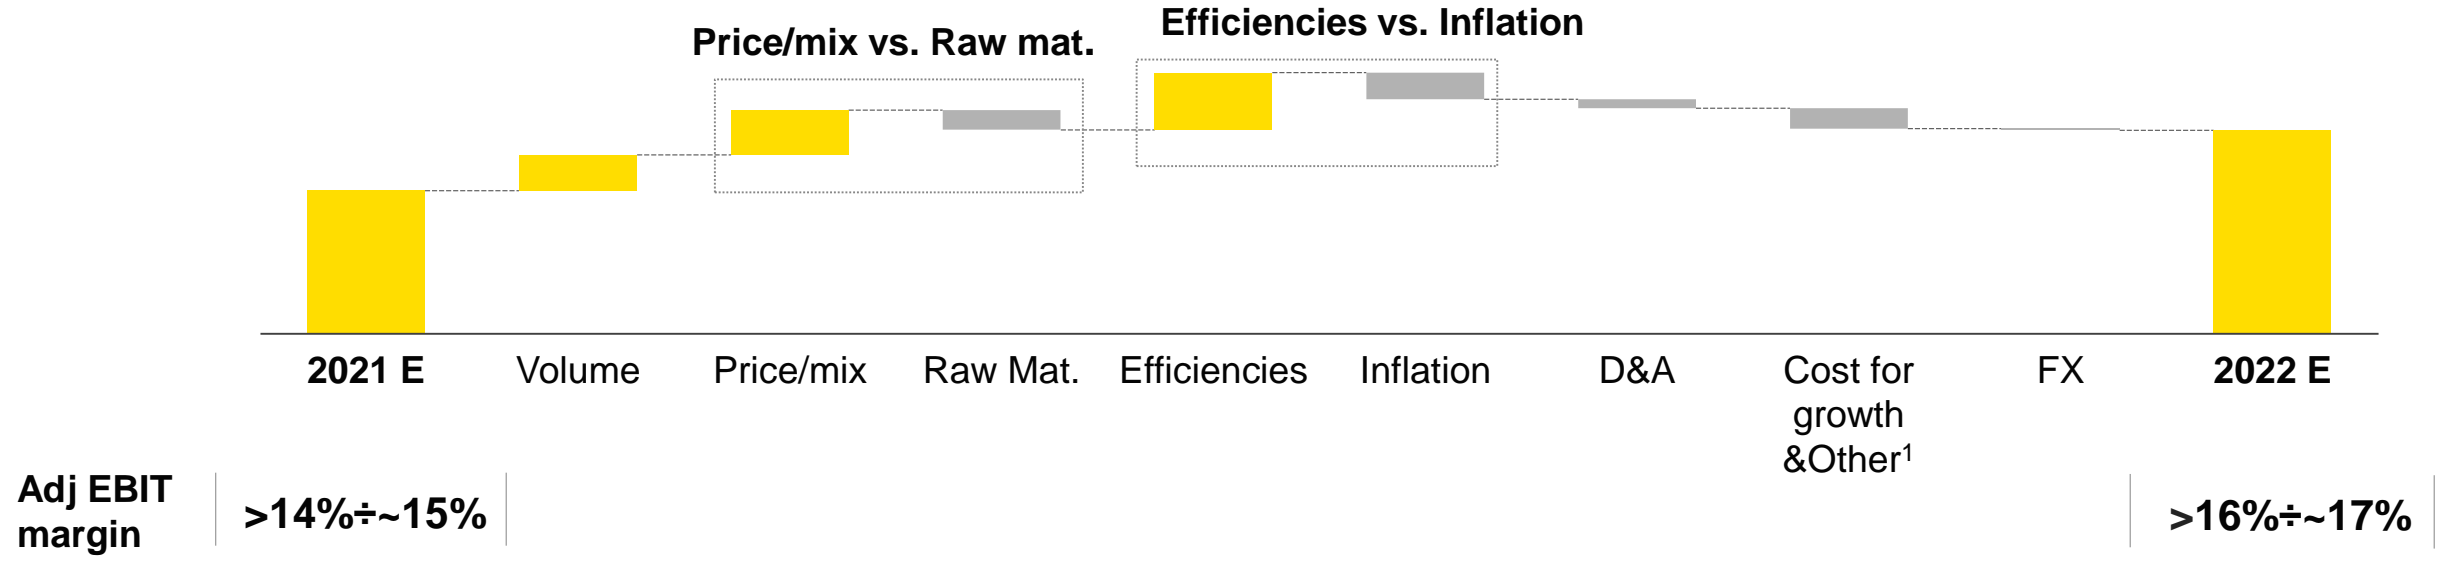 Efficiencies vs. Inflation
Price/mix vs. Raw mat.
2021 E
Volume
Price/mix
Raw Mat.
Efficiencies
Inflation
D&A
Cost for
growth
&Other¹
FX
2022 E
Adj EBIT
margin
>14%÷~15%
>16%÷~17%